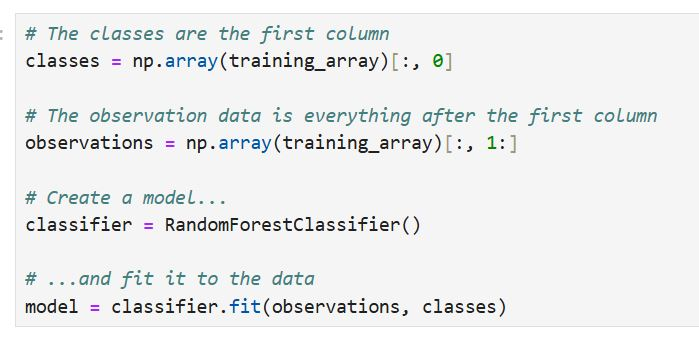 # The classes are the first column
classes = np.array(training_array)[:, 0]
# The observation data is everything after the first column
observations = np.array(training_array)[:, 1:]
# Create a model...
classifier = RandomForestClassifier()
# ...and fit it to the data
model = classifier.fit(observations, classes)